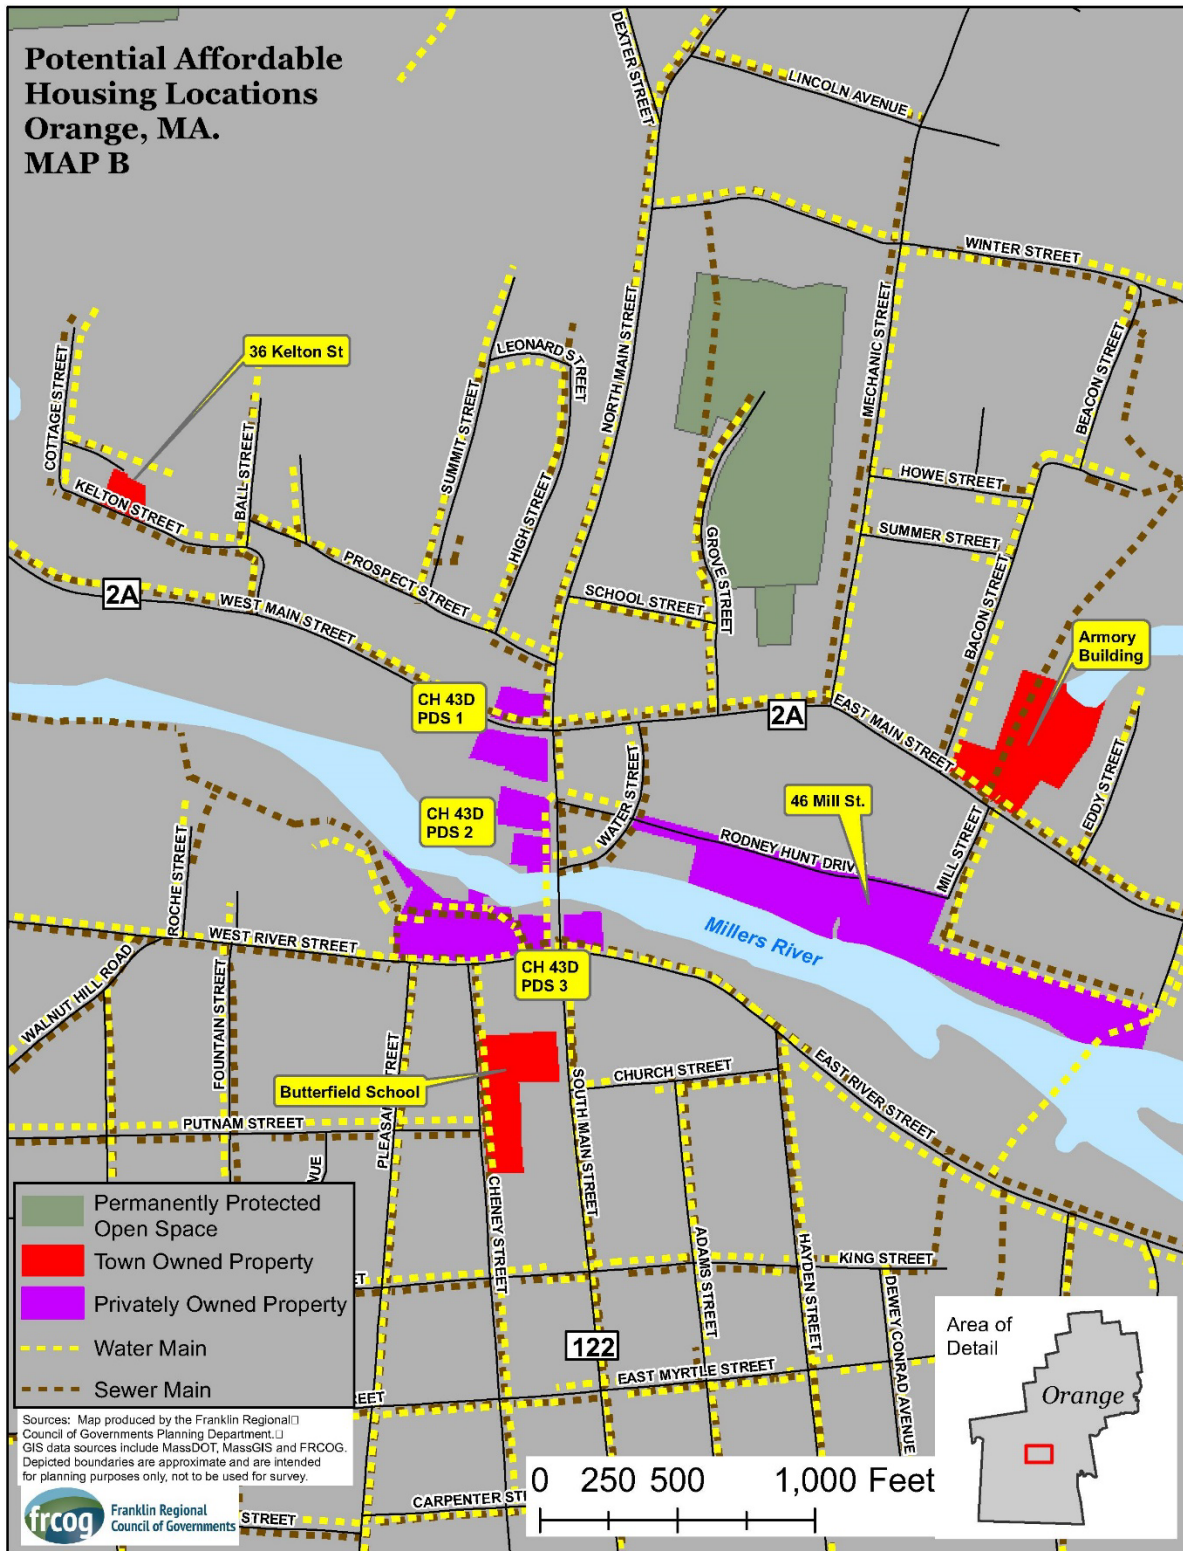 Potential Affordable
Housing Locations
Orange, MA.
MAP B
DEXTER STREET
LINCOLN AVENUE
WINTER STREET
36 Kelton St
LEONARD STREET
COTTAGE STREET
KELTON STREET
BALL STREET
SUMMIT STREET
HIGH STREET
NORTH MAIN STREET
MECHANIC STREET
BEACON STREET
HOWE STREET
SUMMER STREET
BACON STREET
GROVE STREET
SCHOOL STREET
PROSPECT STREET
2A
WEST MAIN STREET
Armory
Building
CH 43D
PDS 1
2A
EAST MAIN STREET
EDDY STREET
WATER STREET
46 Mill St.
CH 43D
PDS 2
RODNEY HUNT DRIVE
MILL STREET
Millers River
ROCHE STREET
WEST RIVER STREET
WALNUT HILL ROAD
FOUNTAIN STREET
CH 43D
PDS 3
PLEASANT STREET
Butterfield School
PUTNAM STREET
CHENEY STREET
SOUTH MAIN STREET
CHURCH STREET
EAST RIVER STREET
ADAMS STREET
HAYDEN STREET
KING STREET
DEWEY CONRAD AVENUE
122
EAST MYRTLE STREET
CARPENTER ST
STREET
Permanently Protected
Open Space
Town Owned Property
Privately Owned Property
Water Main
Sewer Main
Sources: Map produced by the Franklin Regional□
Council of Governments Planning Department.□
GIS data sources include MassDOT, MassGIS and FRCOG.
Depicted boundaries are approximate and are intended
for planning purposes only, not to be used for survey.
frcog
Franklin Regional
Council of Governments
0 250 500 1,000 Feet
Area of
Detail
Orange